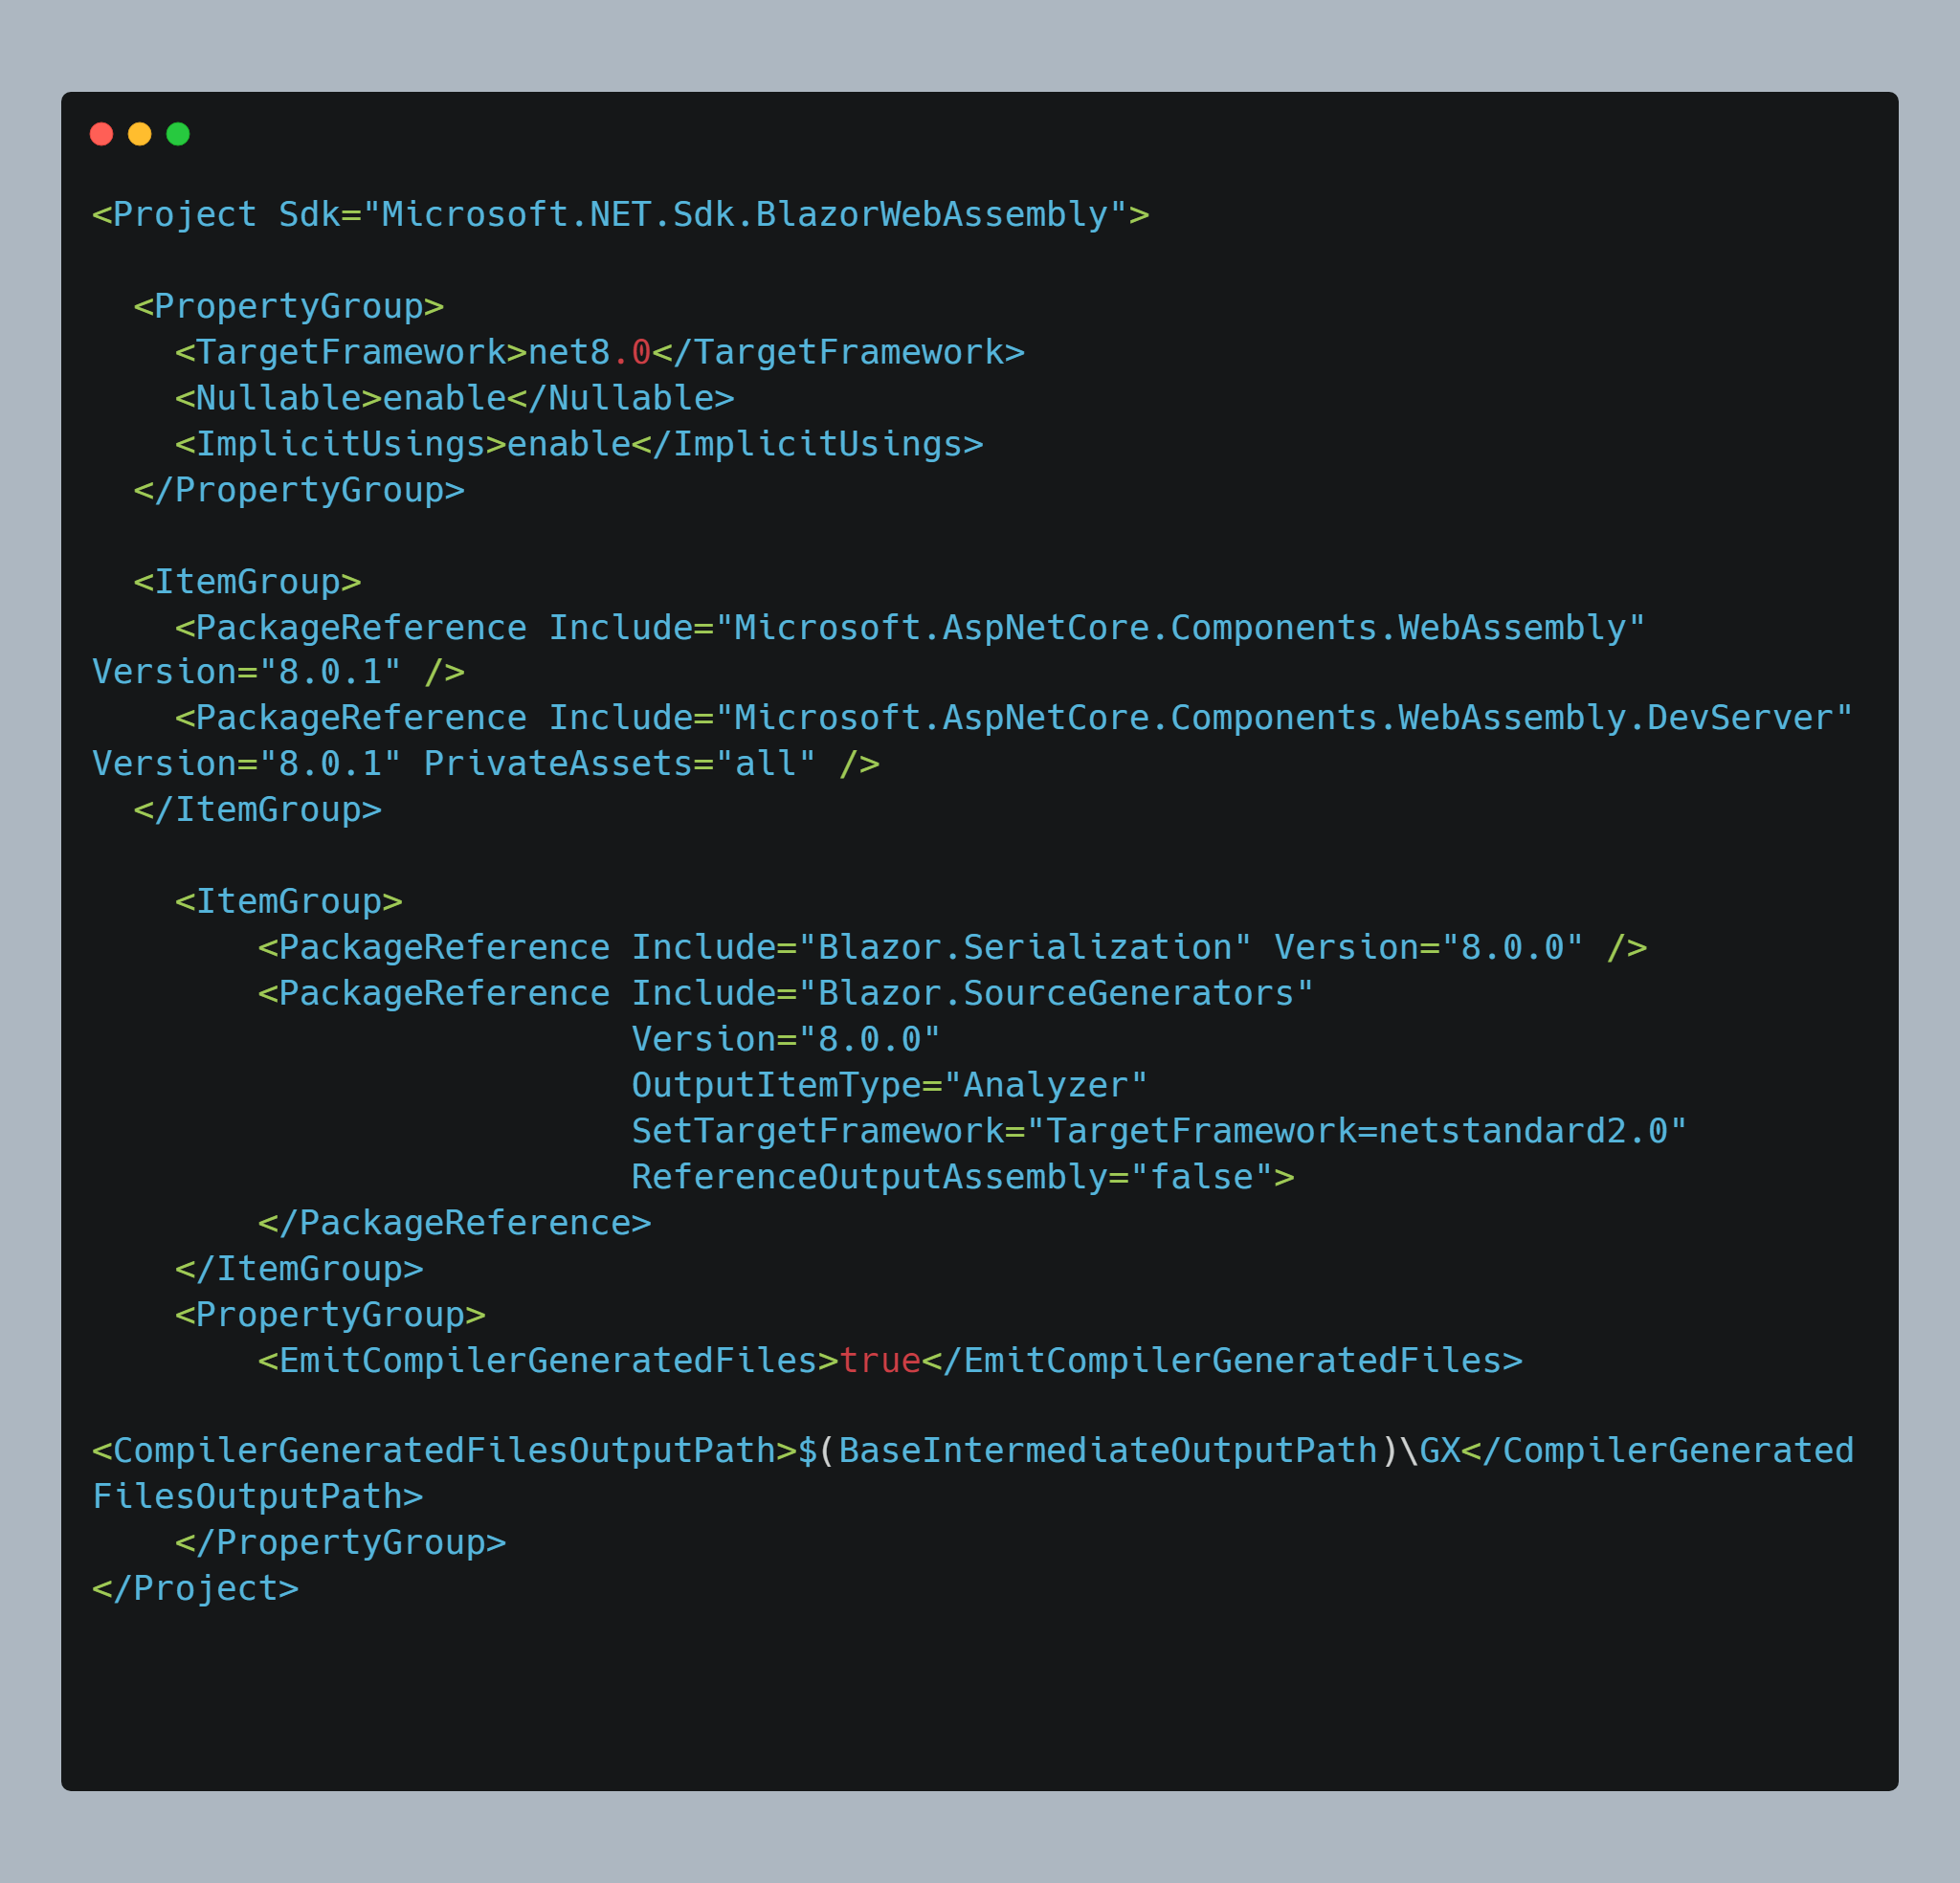 <Project Sdk="Microsoft.NET.Sdk.BlazorWebAssembly">

  <PropertyGroup>
    <TargetFramework>net8.0</TargetFramework>
    <Nullable>enable</Nullable>
    <ImplicitUsings>enable</ImplicitUsings>
  </PropertyGroup>

  <ItemGroup>
    <PackageReference Include="Microsoft.AspNetCore.Components.WebAssembly"
Version="8.0.1" />
    <PackageReference Include="Microsoft.AspNetCore.Components.WebAssembly.DevServer"
Version="8.0.1" PrivateAssets="all" />
  </ItemGroup>

    <ItemGroup>
        <PackageReference Include="Blazor.Serialization" Version="8.0.0" />
        <PackageReference Include="Blazor.SourceGenerators"
                          Version="8.0.0"
                          OutputItemType="Analyzer"
                          SetTargetFramework="TargetFramework=netstandard2.0"
                          ReferenceOutputAssembly="false">
        </PackageReference>
    </ItemGroup>
    <PropertyGroup>
        <EmitCompilerGeneratedFiles>true</EmitCompilerGeneratedFiles>

<CompilerGeneratedFilesOutputPath>$(BaseIntermediateOutputPath)\GX</CompilerGenerated
FilesOutputPath>
    </PropertyGroup>
</Project>